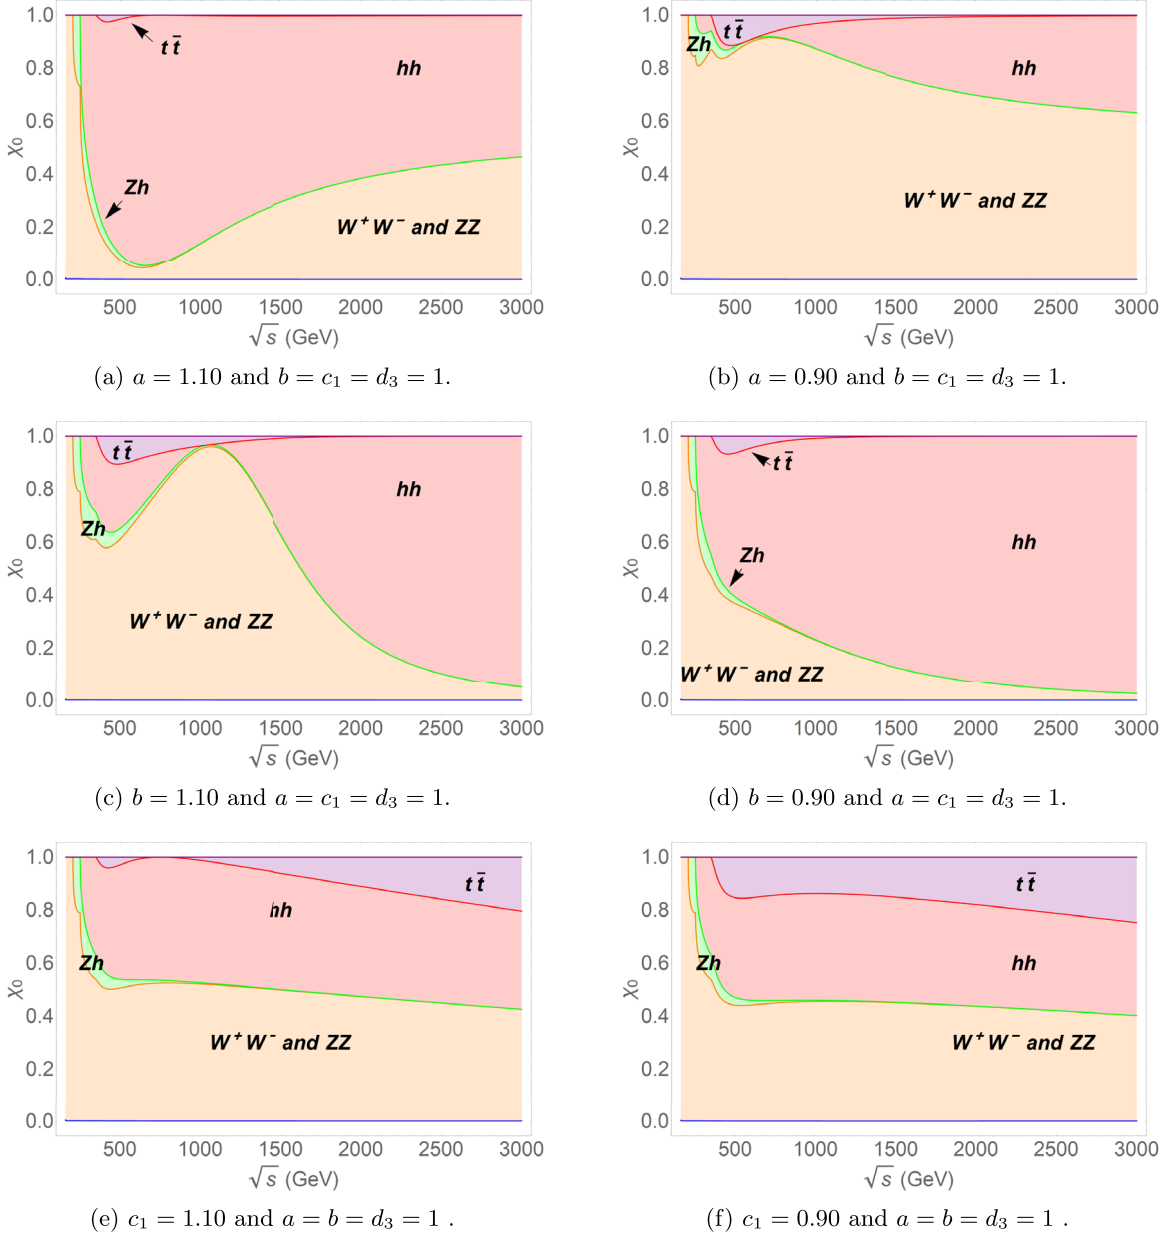 1.0
0.8
0.6
0.4
0.2
0.0
χ₀
t t̄
hh
Zh
W⁺W⁻ and ZZ
500 1000 1500 2000 2500 3000
√s (GeV)
(a) a = 1.10 and b = c₁ = d₃ = 1.
1.0
0.8
0.6
0.4
0.2
0.0
χ₀
Zh
t t̄
hh
W⁺W⁻ and ZZ
500 1000 1500 2000 2500 3000
√s (GeV)
(b) a = 0.90 and b = c₁ = d₃ = 1.
1.0
0.8
0.6
0.4
0.2
0.0
χ₀
t t̄
hh
Zh
W⁺W⁻ and ZZ
500 1000 1500 2000 2500 3000
√s (GeV)
(c) b = 1.10 and a = c₁ = d₃ = 1.
1.0
0.8
0.6
0.4
0.2
0.0
χ₀
t t̄
hh
Zh
W⁺W⁻ and ZZ
500 1000 1500 2000 2500 3000
√s (GeV)
(d) b = 0.90 and a = c₁ = d₃ = 1.
1.0
0.8
0.6
0.4
0.2
0.0
χ₀
t t̄
hh
Zh
W⁺W⁻ and ZZ
500 1000 1500 2000 2500 3000
√s (GeV)
(e) c₁ = 1.10 and a = b = d₃ = 1 .
1.0
0.8
0.6
0.4
0.2
0.0
χ₀
t t̄
Zh
hh
W⁺W⁻ and ZZ
500 1000 1500 2000 2500 3000
√s (GeV)
(f) c₁ = 0.90 and a = b = d₃ = 1 .